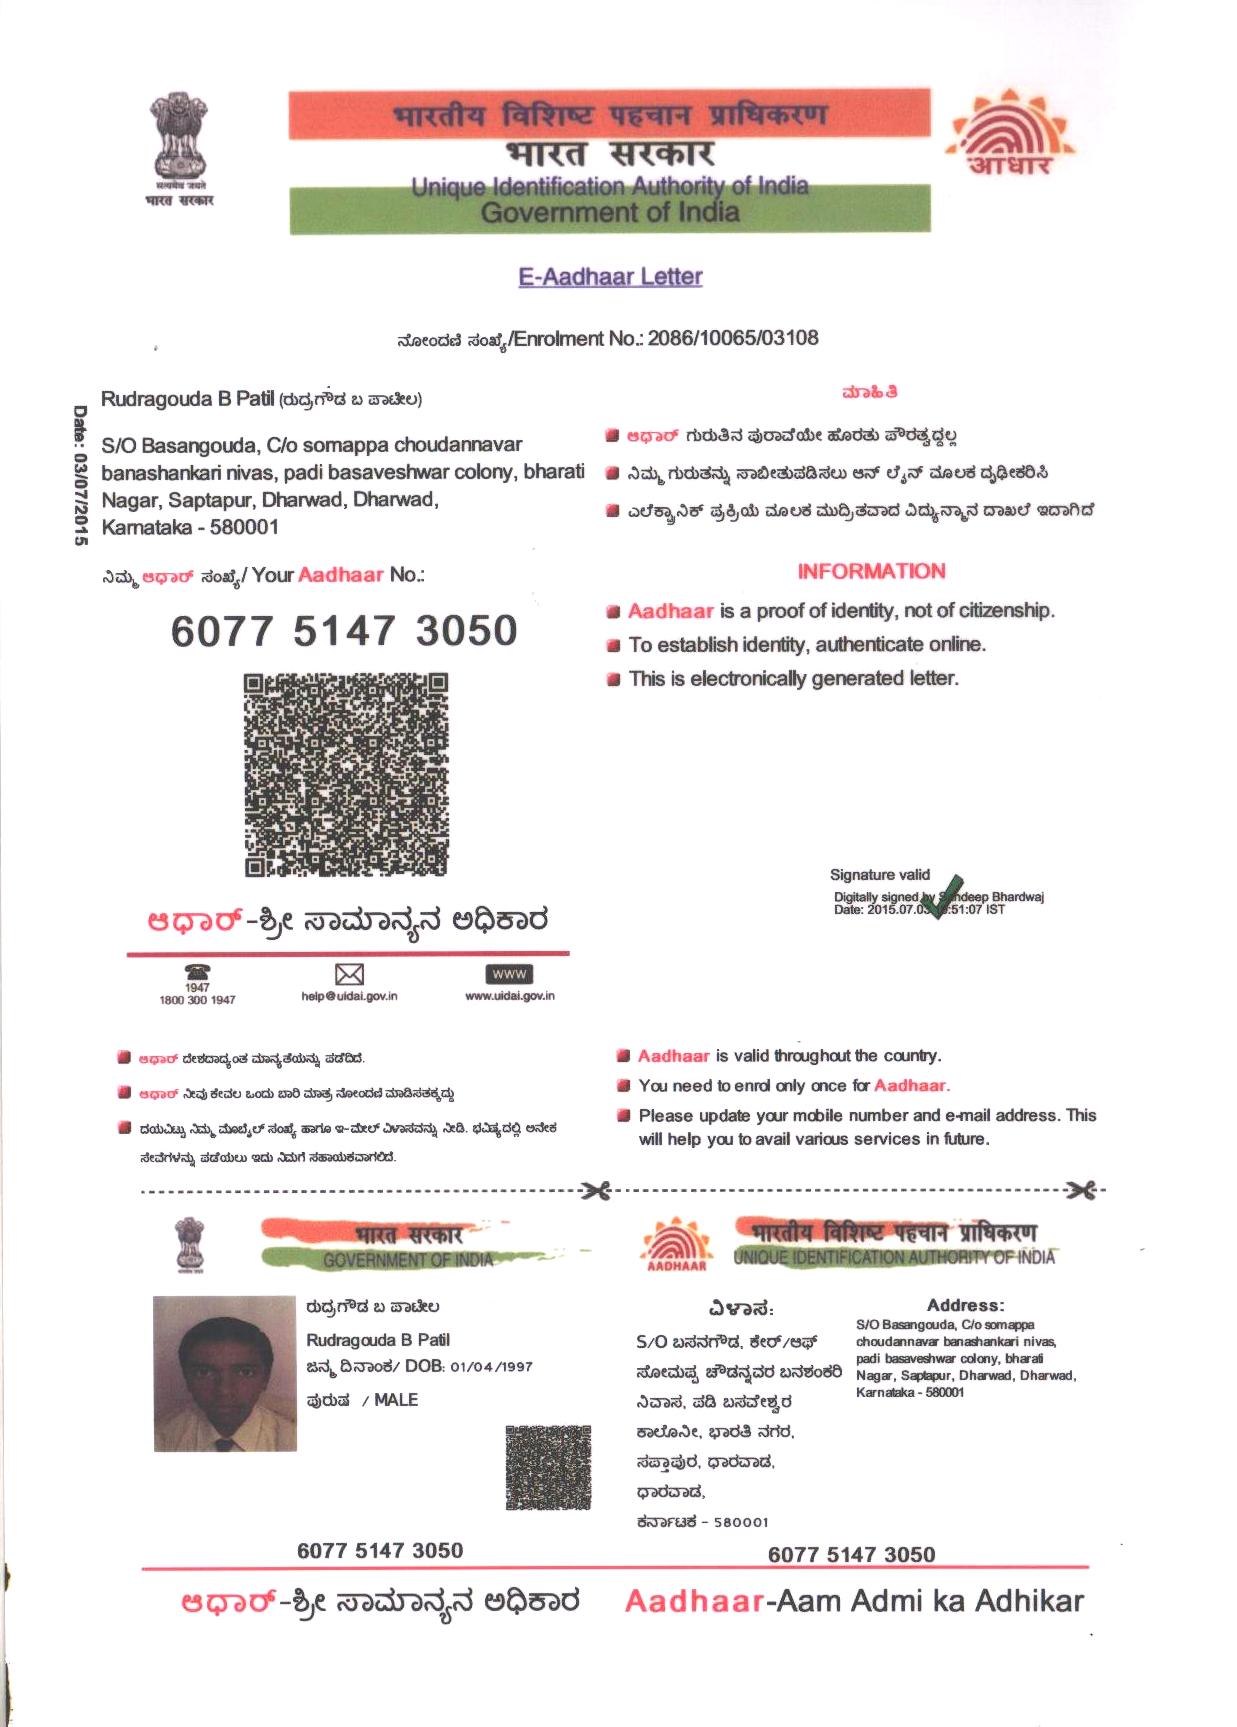 भारतीय विशिष्ट पहचान प्राधिकरण
भारत सरकार
Unique Identification Authority of India
Government of India
सत्यमेव जयते
भारत सरकार
आधार
E-Aadhaar Letter
ನೋಂದಣಿ ಸಂಖ್ಯೆ/Enrolment No.: 2086/10065/03108
Date: 03/07/2015
Rudragouda B Patil (ರುದ್ರಗೌಡ ಬ ಪಾಟೀಲ)
S/O Basangouda, C/o somappa choudannavar
banashankari nivas, padi basaveshwar colony, bharati
Nagar, Saptapur, Dharwad, Dharwad,
Karnataka - 580001
ನಿಮ್ಮ ಆಧಾರ್ ಸಂಖ್ಯೆ/ Your Aadhaar No.:
6077 5147 3050
ಮಾಹಿತಿ
ಆಧಾರ್ ಗುರುತಿನ ಪುರಾವೆಯೇ ಹೊರತು ಪೌರತ್ವದ್ದಲ್ಲ
ನಿಮ್ಮ ಗುರುತನ್ನು ಸಾಬೀತುಪಡಿಸಲು ಆನ್ ಲೈನ್ ಮೂಲಕ ದೃಢೀಕರಿಸಿ
ಎಲೆಕ್ಟ್ರಾನಿಕ್ ಪ್ರಕ್ರಿಯೆ ಮೂಲಕ ಮುದ್ರಿತವಾದ ವಿದ್ಯುನ್ಮಾನ ದಾಖಲೆ ಇದಾಗಿದೆ
INFORMATION
Aadhaar is a proof of identity, not of citizenship.
To establish identity, authenticate online.
This is electronically generated letter.
Signature valid
Digitally signed by Sandeep Bhardwaj
Date: 2015.07.03 :51:07 IST
ಆಧಾರ್-ಶ್ರೀ ಸಾಮಾನ್ಯನ ಅಧಿಕಾರ
1947
1800 300 1947
help@uidai.gov.in
WWW
www.uidai.gov.in
ಆಧಾರ್ ದೇಶದಾದ್ಯಂತ ಮಾನ್ಯತೆಯನ್ನು ಪಡೆದಿದೆ.
ಆಧಾರ್ ನೀವು ಕೇವಲ ಒಂದು ಬಾರಿ ಮಾತ್ರ ನೋಂದಣಿ ಮಾಡಿಸತಕ್ಕದ್ದು
ದಯವಿಟ್ಟು ನಿಮ್ಮ ಮೊಬೈಲ್ ಸಂಖ್ಯೆ ಹಾಗೂ ಇ-ಮೇಲ್ ವಿಳಾಸವನ್ನು ನೀಡಿ. ಭವಿಷ್ಯದಲ್ಲಿ ಅನೇಕ
ಸೇವೆಗಳನ್ನು ಪಡೆಯಲು ಇದು ನಿಮಗೆ ಸಹಾಯಕವಾಗಲಿದೆ.
Aadhaar is valid throughout the country.
You need to enrol only once for Aadhaar.
Please update your mobile number and e-mail address. This
will help you to avail various services in future.
भारत सरकार
GOVERNMENT OF INDIA
ರುದ್ರಗೌಡ ಬ ಪಾಟೀಲ
Rudragouda B Patil
ಜನ್ಮ ದಿನಾಂಕ/ DOB: 01/04/1997
ಪುರುಷ / MALE
6077 5147 3050
ಆಧಾರ್-ಶ್ರೀ ಸಾಮಾನ್ಯನ ಅಧಿಕಾರ
AADHAAR
भारतीय विशिष्ट पहचान प्राधिकरण
UNIQUE IDENTIFICATION AUTHORITY OF INDIA
ವಿಳಾಸ:
S/O ಬಸನಗೌಡ, ಕೇರ್/ಆಫ್
ಸೋಮಪ್ಪ ಚೌಡನ್ನವರ ಬನಶಂಕರಿ
ನಿವಾಸ, ಪಡಿ ಬಸವೇಶ್ವರ
ಕಾಲೋನೀ, ಭಾರತಿ ನಗರ,
ಸಪ್ತಾಪುರ, ಧಾರವಾಡ,
ಧಾರವಾಡ,
ಕರ್ನಾಟಕ - 580001
Address:
S/O Basangouda, C/o somappa
choudannavar banashankari nivas,
padi basaveshwar colony, bharati
Nagar, Saptapur, Dharwad, Dharwad,
Karnataka - 580001
6077 5147 3050
Aadhaar-Aam Admi ka Adhikar